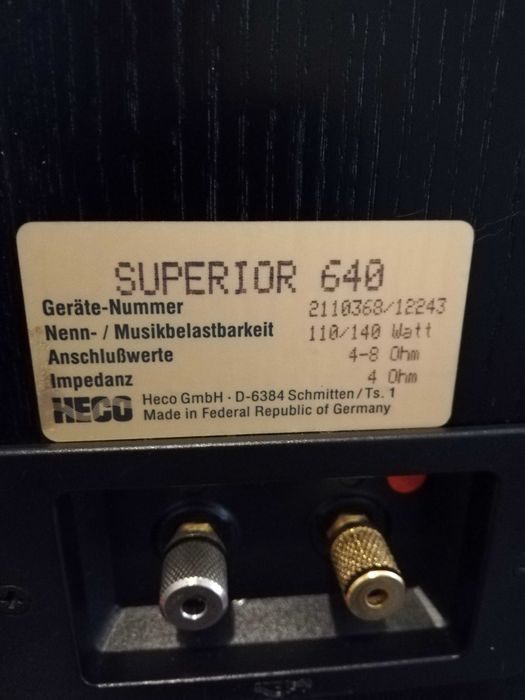 SUPERIOR 640
Geräte-Nummer 2110368/12243
Nenn- / Musikbelastbarkeit 110/140 Watt
Anschlußwerte 4-8 Ohm
Impedanz 4 Ohm
HECO Heco GmbH · D-6384 Schmitten/Ts. 1
Made in Federal Republic of Germany